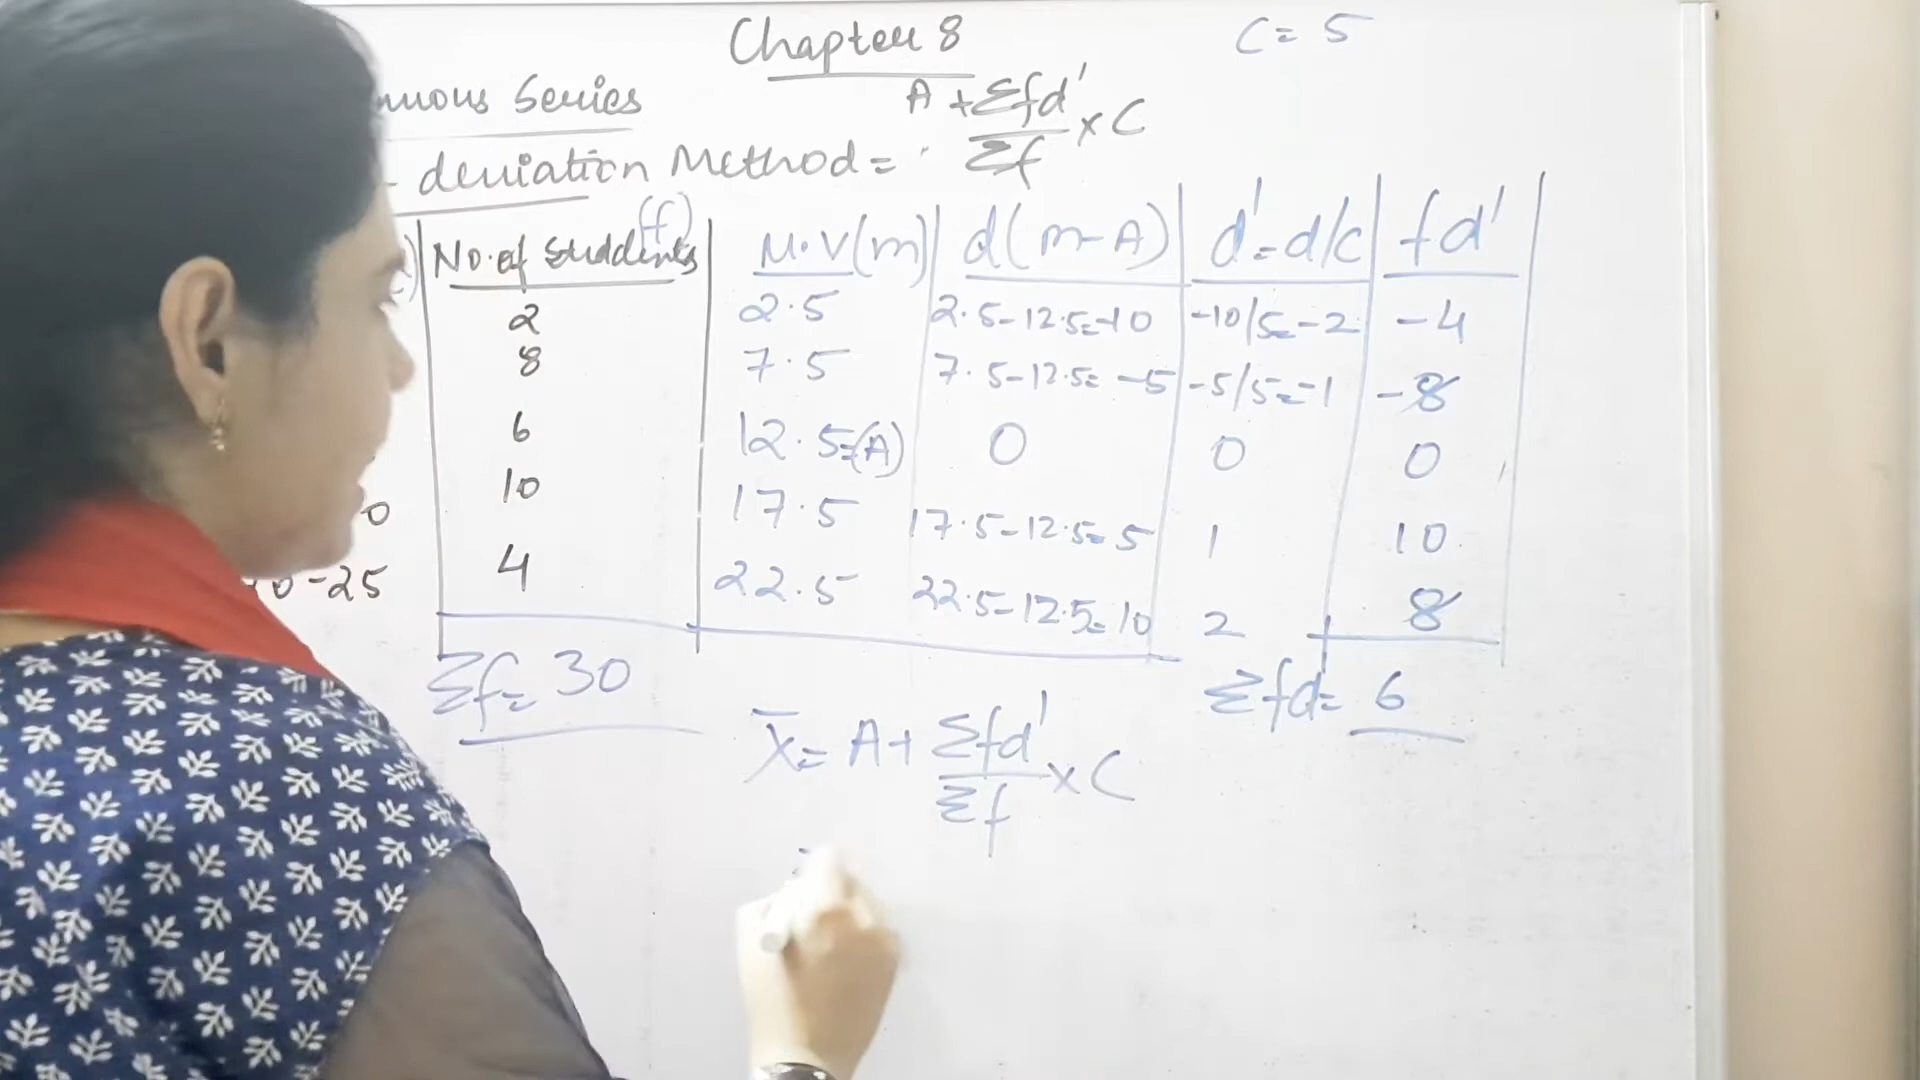 Chapter 8
C= 5
nuous Series
A + Σfd'/Σf × C
- deviation Method =
No. of Studdents (f) | M.V(m) | d(m-A) | d'=d/c | fd'
2 | 2.5 | 2.5-12.5=-10 | -10/5=-2 | -4
8 | 7.5 | 7.5-12.5= -5 | -5/5=-1 | -8
6 | 12.5=(A) | 0 | 0 | 0
0 | 10 | 17.5 | 17.5-12.5=5 | 1 | 10
0-25 | 4 | 22.5 | 22.5-12.5=10 | 2 | 8
Σf= 30
Σfd= 6
X̄= A+ Σfd'/Σf × C